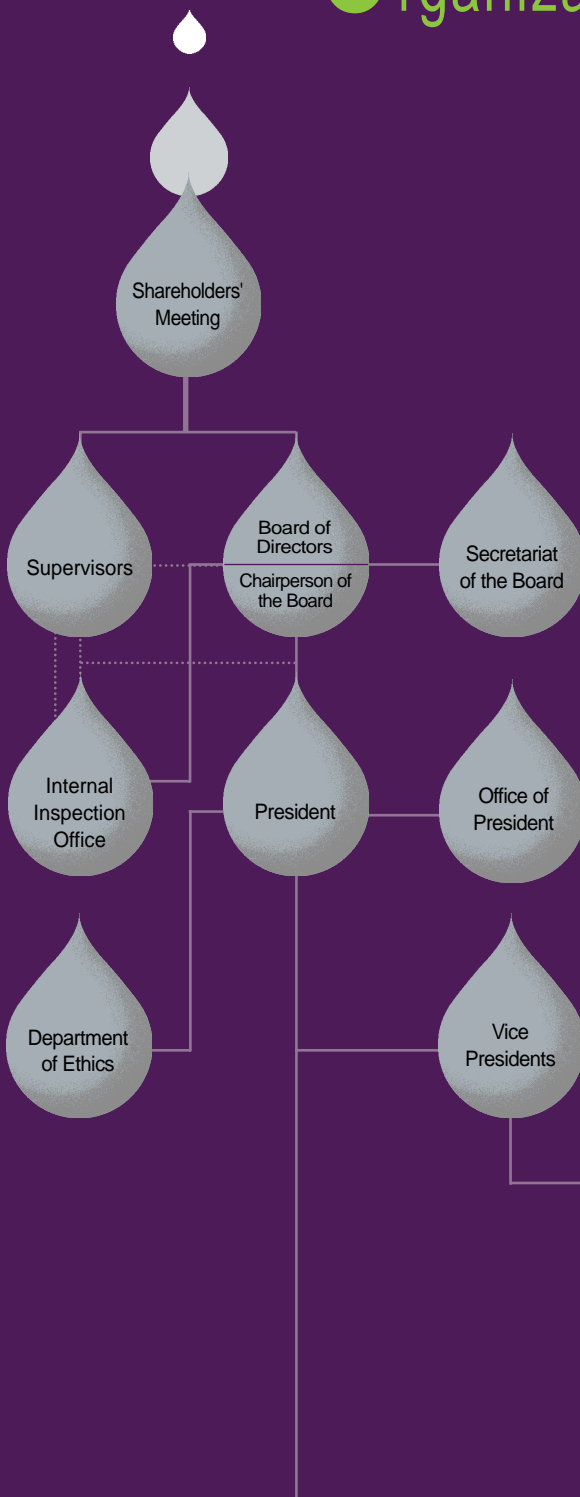 Shareholders'
Meeting
Supervisors
Board of
Directors
Chairperson of
the Board
Secretariat
of the Board
Internal
Inspection
Office
President
Office of
President
Department
of Ethics
Vice
Presidents